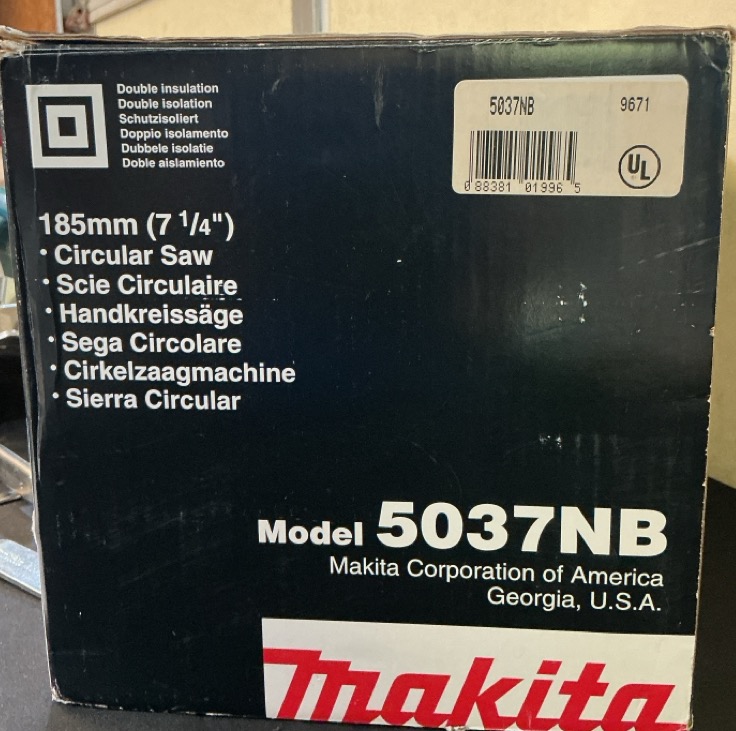 Double insulation
Double isolation
Schutzisoliert
Doppio isolamento
Dubbele isolatie
Doble aislamiento
5037NB 9671
0 88381 01996 5
UL
185mm (7 1/4")
• Circular Saw
• Scie Circulaire
• Handkreissäge
• Sega Circolare
• Cirkelzaagmachine
• Sierra Circular
Model 5037NB
Makita Corporation of America
Georgia, U.S.A.
makita